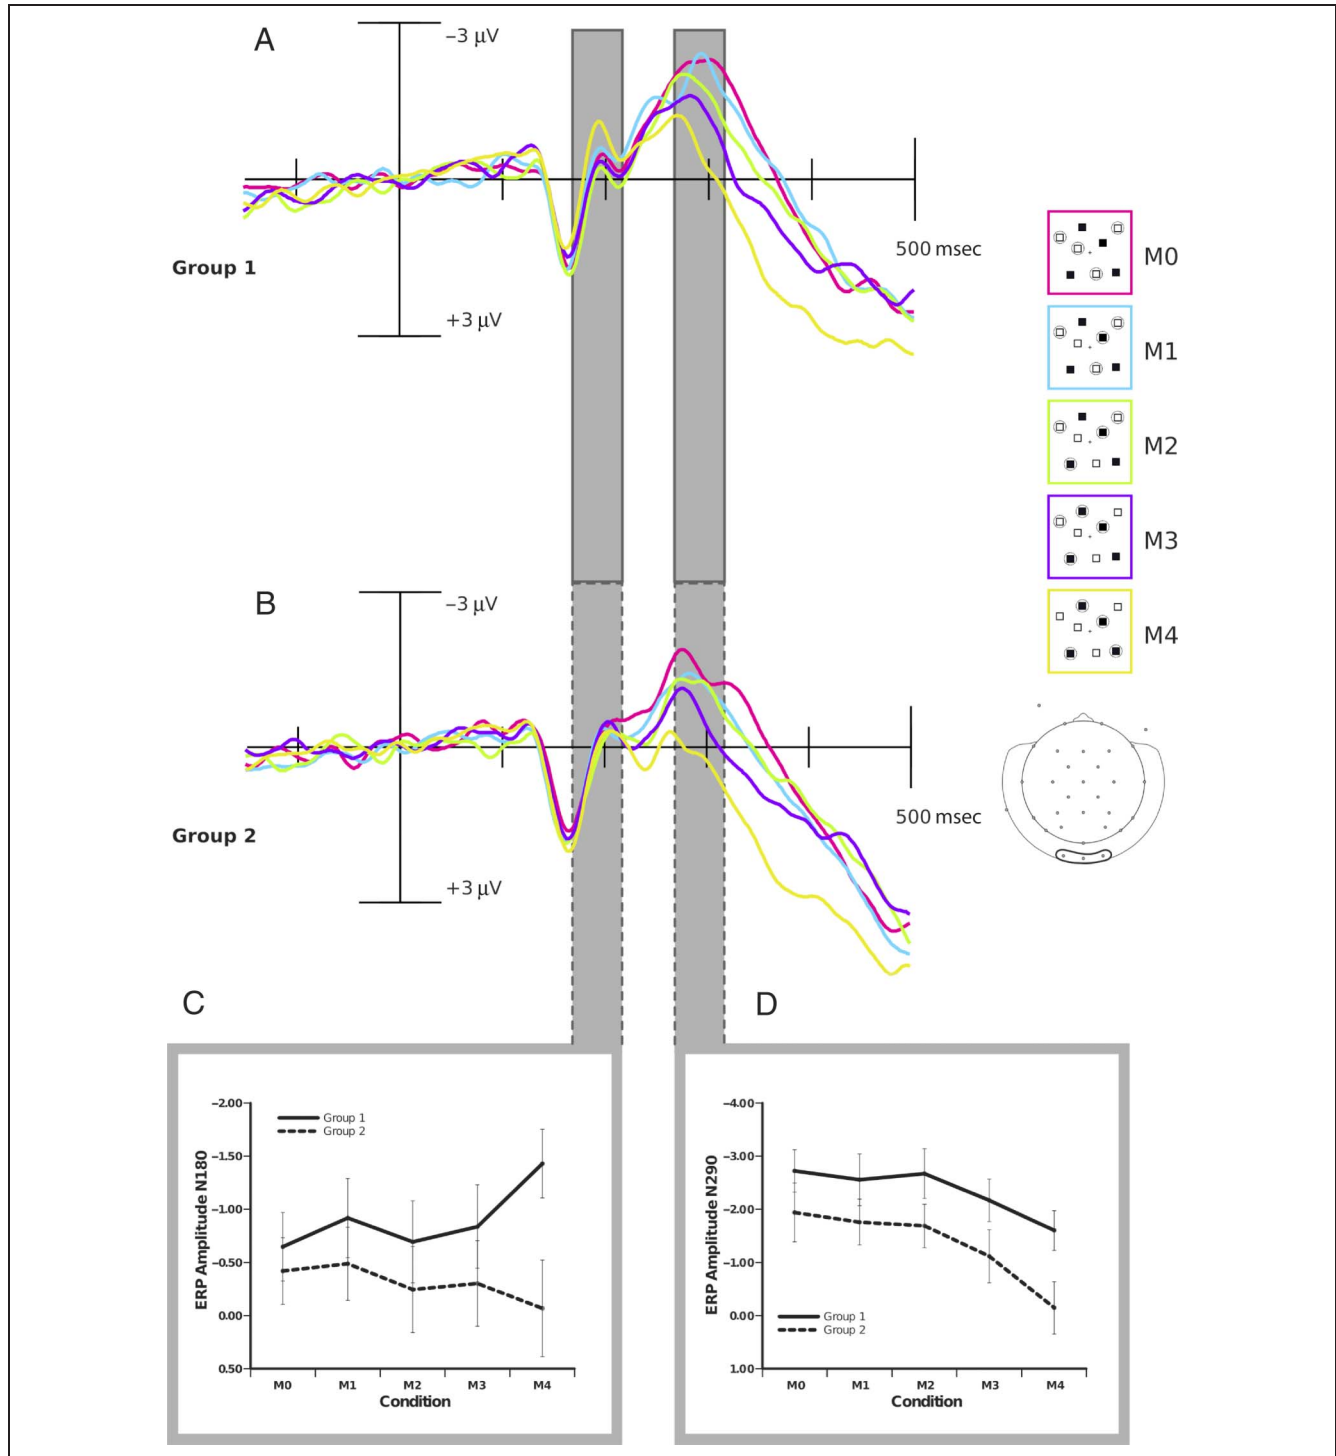 A
–3 μV
500 msec
Group 1
+3 μV
M0
M1
M2
M3
M4
B
–3 μV
500 msec
Group 2
+3 μV
C
–2.00
–1.50
–1.00
–0.50
0.00
0.50
ERP Amplitude N180
Group 1
Group 2
M0 M1 M2 M3 M4
Condition
D
–4.00
–3.00
–2.00
–1.00
0.00
1.00
ERP Amplitude N290
Group 1
Group 2
M0 M1 M2 M3 M4
Condition